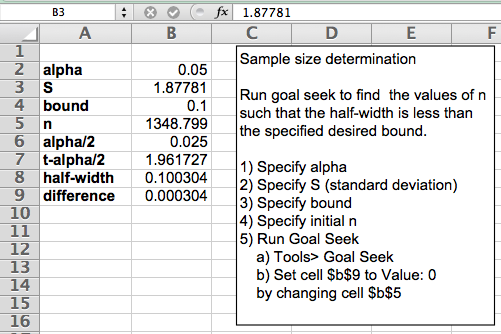 B3 fx 1.87781
A B C D E F
1
2 alpha 0.05
3 S 1.87781
4 bound 0.1
5 n 1348.799
6 alpha/2 0.025
7 t-alpha/2 1.961727
8 half-width 0.100304
9 difference 0.000304
10
11
12
13
14
15
16
Sample size determination
Run goal seek to find the values of n
such that the half-width is less than
the specified desired bound.
1) Specify alpha
2) Specify S (standard deviation)
3) Specify bound
4) Specify initial n
5) Run Goal Seek
a) Tools> Goal Seek
b) Set cell $b$9 to Value: 0
by changing cell $b$5